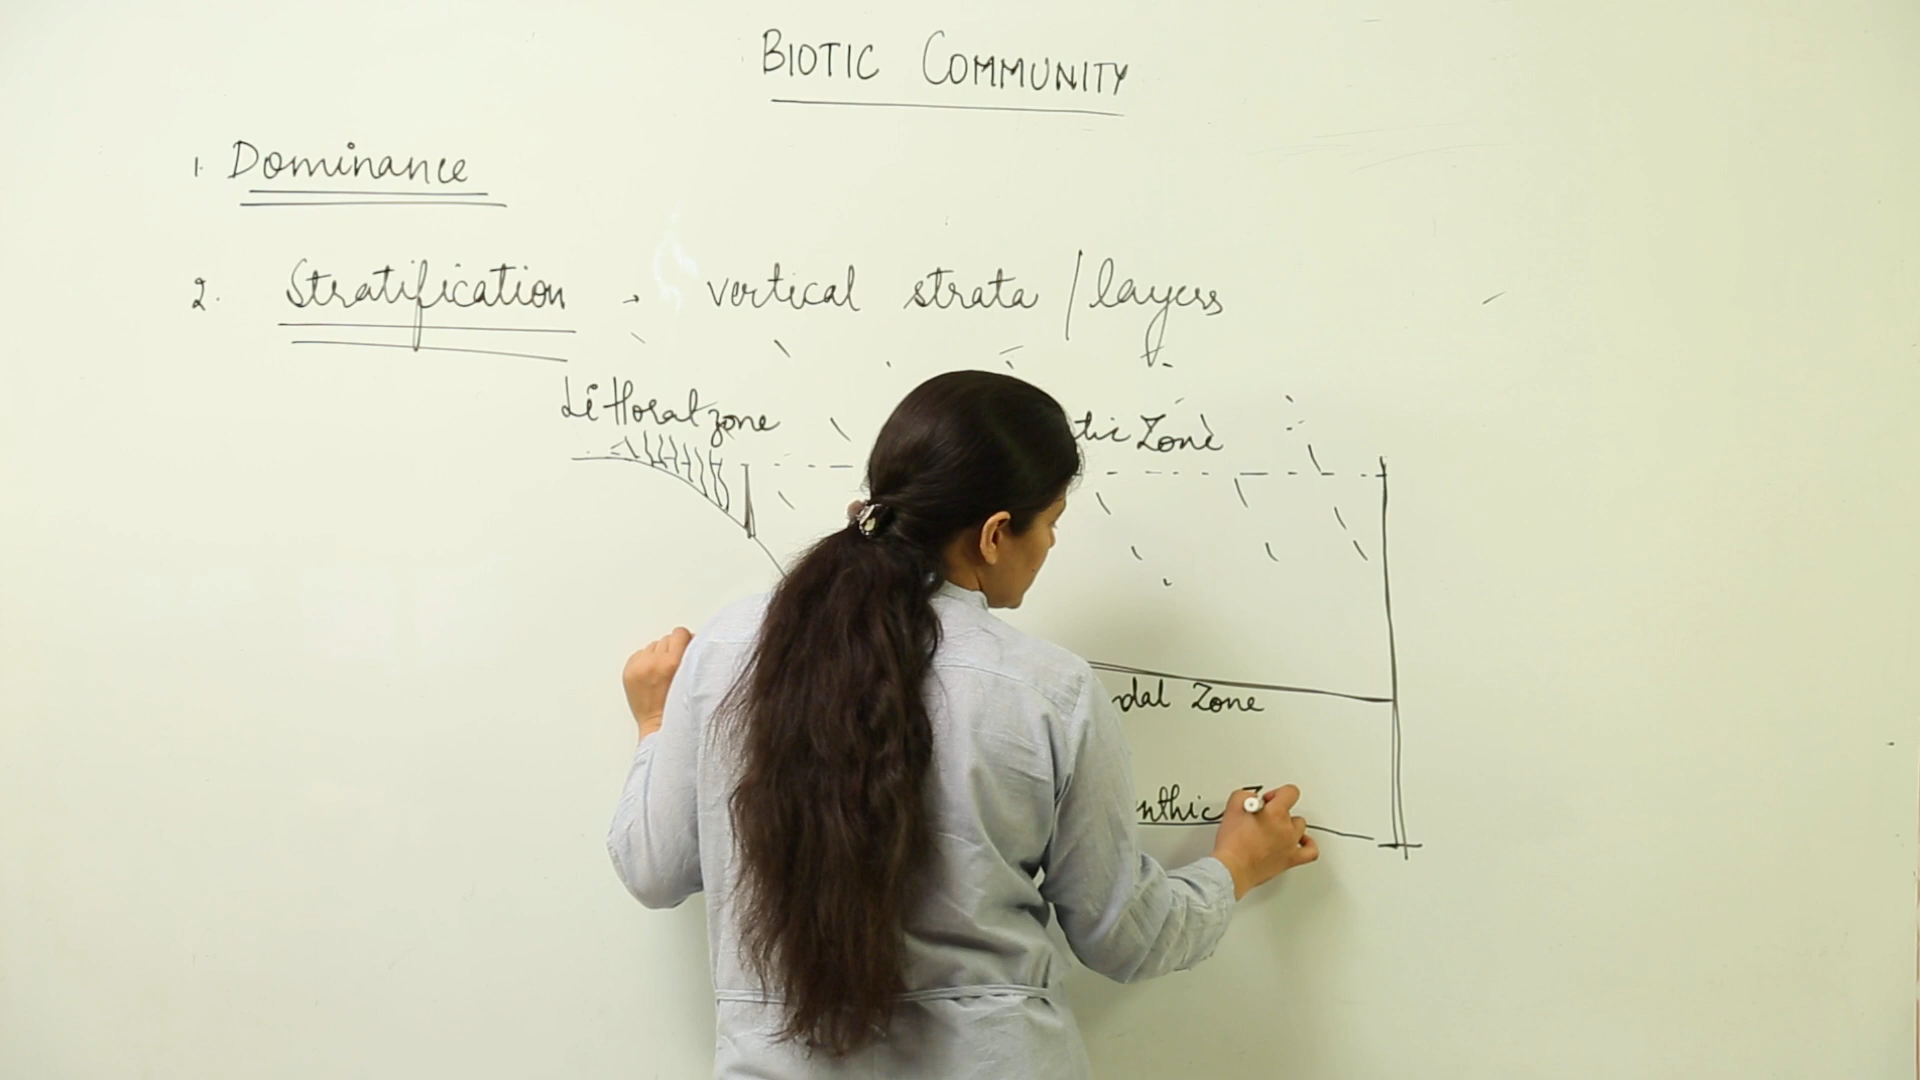 BIOTIC COMMUNITY
1. Dominance
2. Stratification → vertical strata / layers
Littoral zone
tic Zone
dal Zone
nthic